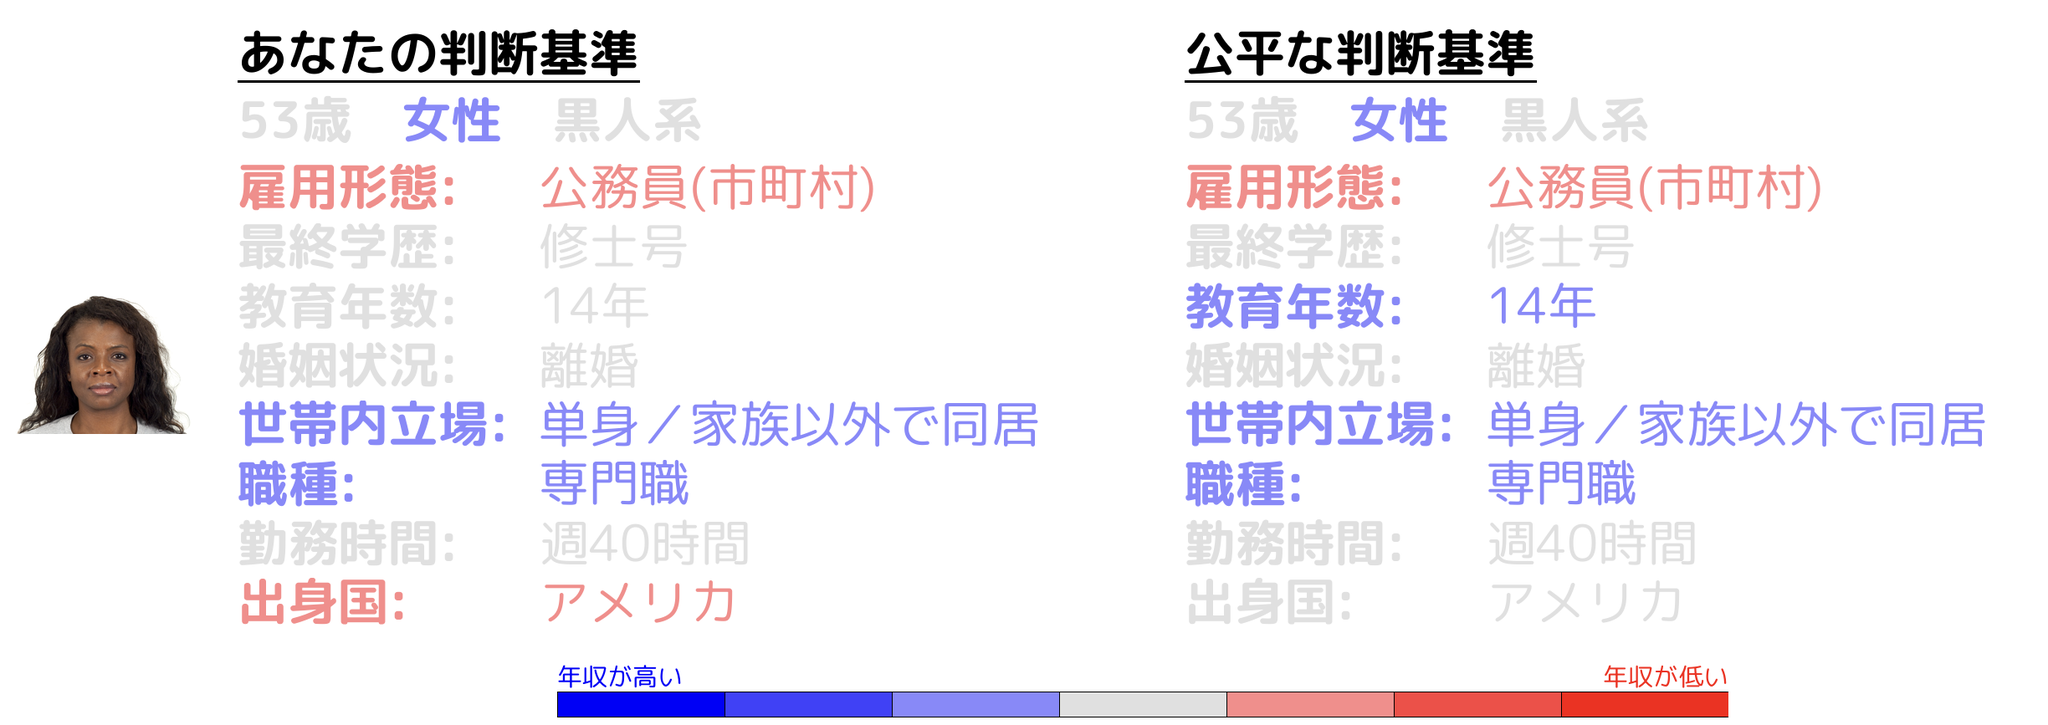 あなたの判断基準
53歳 女性 黒人系
雇用形態: 公務員(市町村)
最終学歴: 修士号
教育年数: 14年
婚姻状況: 離婚
世帯内立場: 単身／家族以外で同居
職種: 専門職
勤務時間: 週40時間
出身国: アメリカ
公平な判断基準
53歳 女性 黒人系
雇用形態: 公務員(市町村)
最終学歴: 修士号
教育年数: 14年
婚姻状況: 離婚
世帯内立場: 単身／家族以外で同居
職種: 専門職
勤務時間: 週40時間
出身国: アメリカ
年収が高い
年収が低い